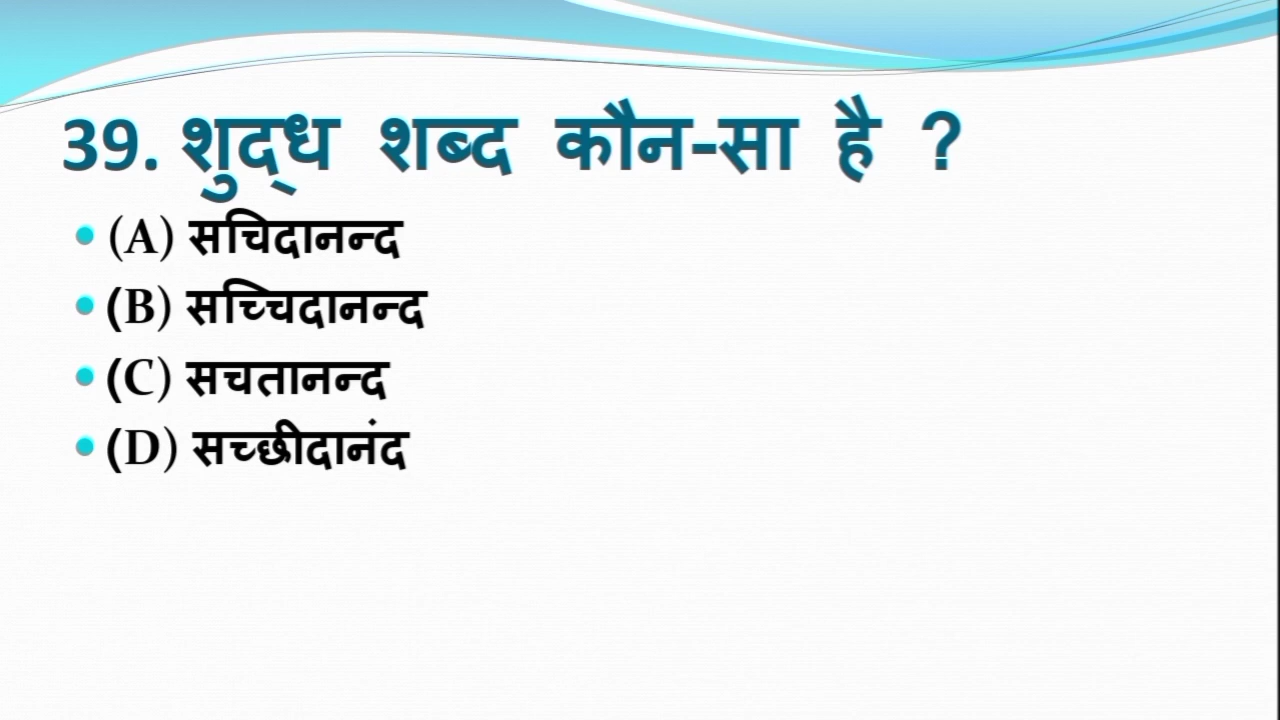 39. शुद्ध शब्द कौन-सा है ?
• (A) सचिदानन्द
• (B) सच्चिदानन्द
• (C) सचतानन्द
• (D) सच्छीदानंद